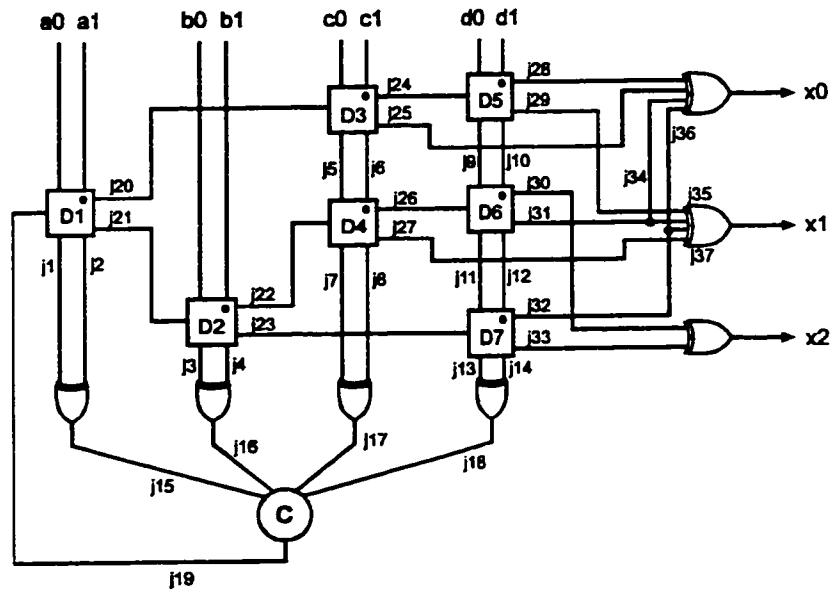 a0 a1 b0 b1 c0 c1 d0 d1
j24 D5 j28
D3 j25 j29 x0
j36
j5 j6 j9 j10 j34
j20 j26 j30 j35
D1 j21 D4 j27 D6 j31 x1
j37
j1 j2 j7 j8 j11 j12
j22 j32
D2 j23 D7 j33 x2
j3 j4 j13 j14
j16 j17 j18
j15
C
j19